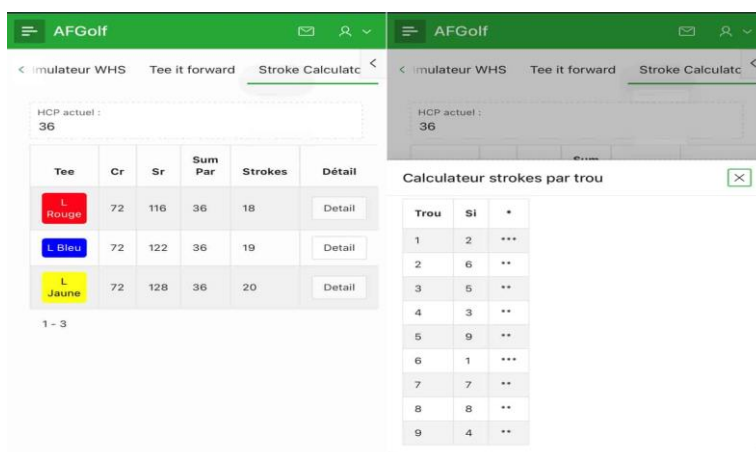 AFGolf
< imulateur WHS Tee it forward Stroke Calculatc <
HCP actuel :
36
Tee Cr Sr Sum Par Strokes Détail
L Rouge 72 116 36 18 Detail
L Bleu 72 122 36 19 Detail
L Jaune 72 128 36 20 Detail
1 - 3
AFGolf
< imulateur WHS Tee it forward Stroke Calculatc <
HCP actuel :
36
Sum
Calculateur strokes par trou
Trou Si *
1 2 ***
2 6 **
3 5 **
4 3 **
5 9 **
6 1 ***
7 7 **
8 8 **
9 4 **